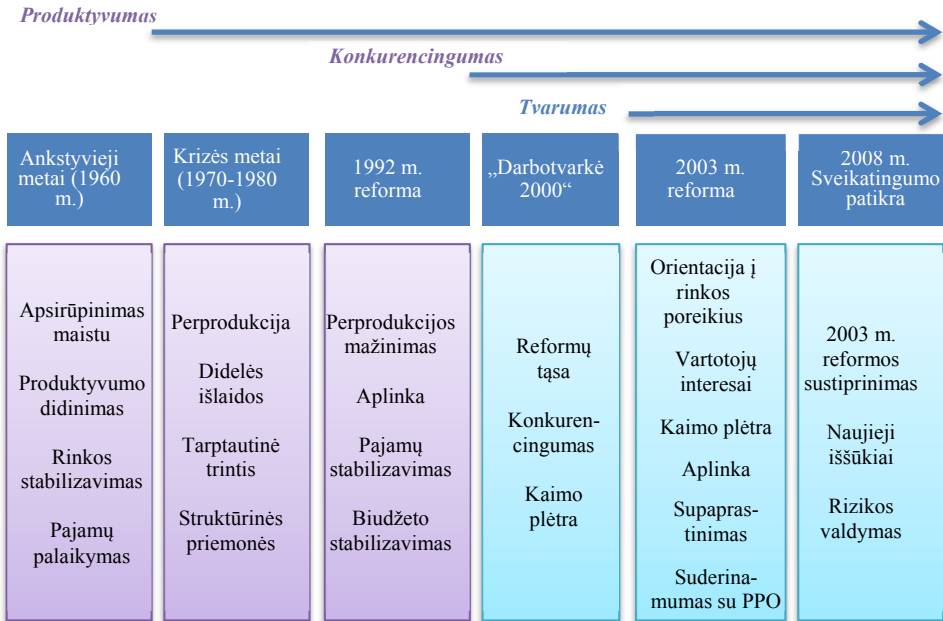 Produktyvumas
Konkurencingumas
Tvarumas
Ankstyvieji
metai (1960
m.)
Krizės metai
(1970-1980
m.)
1992 m.
reforma
„Darbotvarkė
2000“
2003 m.
reforma
2008 m.
Sveikatingumo
patikra
Apsirūpinimas
maistu
Produktyvumo
didinimas
Rinkos
stabilizavimas
Pajamų
palaikymas
Perprodukcija
Didelės
išlaidos
Tarptautinė
trintis
Struktūrinės
priemonės
Perprodukcijos
mažinimas
Aplinka
Pajamų
stabilizavimas
Biudžeto
stabilizavimas
Reformų
tąsa
Konkuren-
cingumas
Kaimo
plėtra
Orientacija į
rinkos
poreikius
Vartotojų
interesai
Kaimo plėtra
Aplinka
Supapras-
tinimas
Suderina-
mumas su PPO
2003 m.
reformos
sustiprinimas
Naujieji
iššūkiai
Rizikos
valdymas